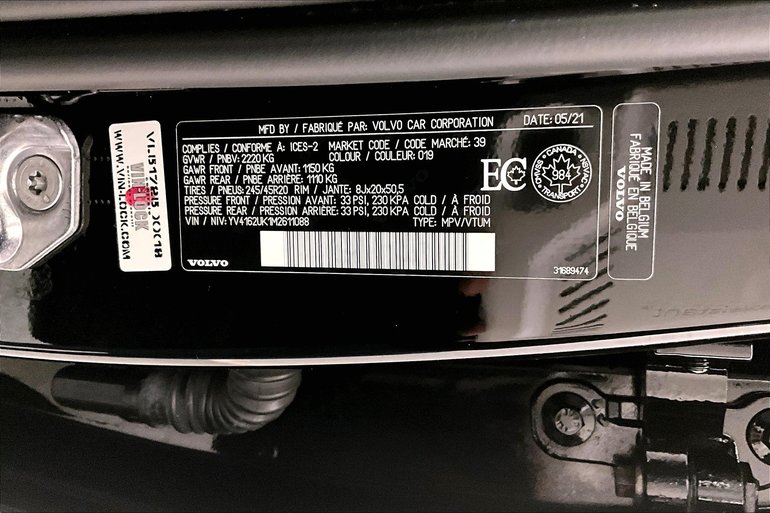 MFD BY / FABRIQUÉ PAR: VOLVO CAR CORPORATION DATE: 05/21
COMPLIES / CONFORME À: ICES-2 MARKET CODE / CODE MARCHÉ: 39
GVWR / PNBV: 2220 KG COLOUR / COULEUR: 019
GAWR FRONT / PNBE AVANT: 1150 KG
GAWR REAR / PNBE ARRIÈRE: 1110 KG
TIRES / PNEUS: 245/45R20 RIM / JANTE: 8Jx20x50,5
PRESSURE FRONT / PRESSION AVANT: 33 PSI, 230 KPA COLD / À FROID
PRESSURE REAR / PRESSION ARRIÈRE: 33 PSI, 230 KPA COLD / À FROID
VIN / NIV: YV4162UK1M2611088 TYPE: MPV/VTUM
VOLVO
31689474
EC
CANADA
984
TRANSPORT
MADE IN BELGIUM
FABRIQUÉ EN BELGIQUE
VOLVO
WWW.VINLOCK.COM
VINLOCK